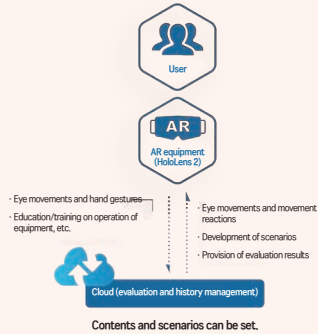 User
AR
AR equipment
(HoloLens 2)
· Eye movements and hand gestures
· Education/training on operation of
equipment, etc.
· Eye movements and movement
reactions
· Development of scenarios
· Provision of evaluation results
Cloud (evaluation and history management)
Contents and scenarios can be set.